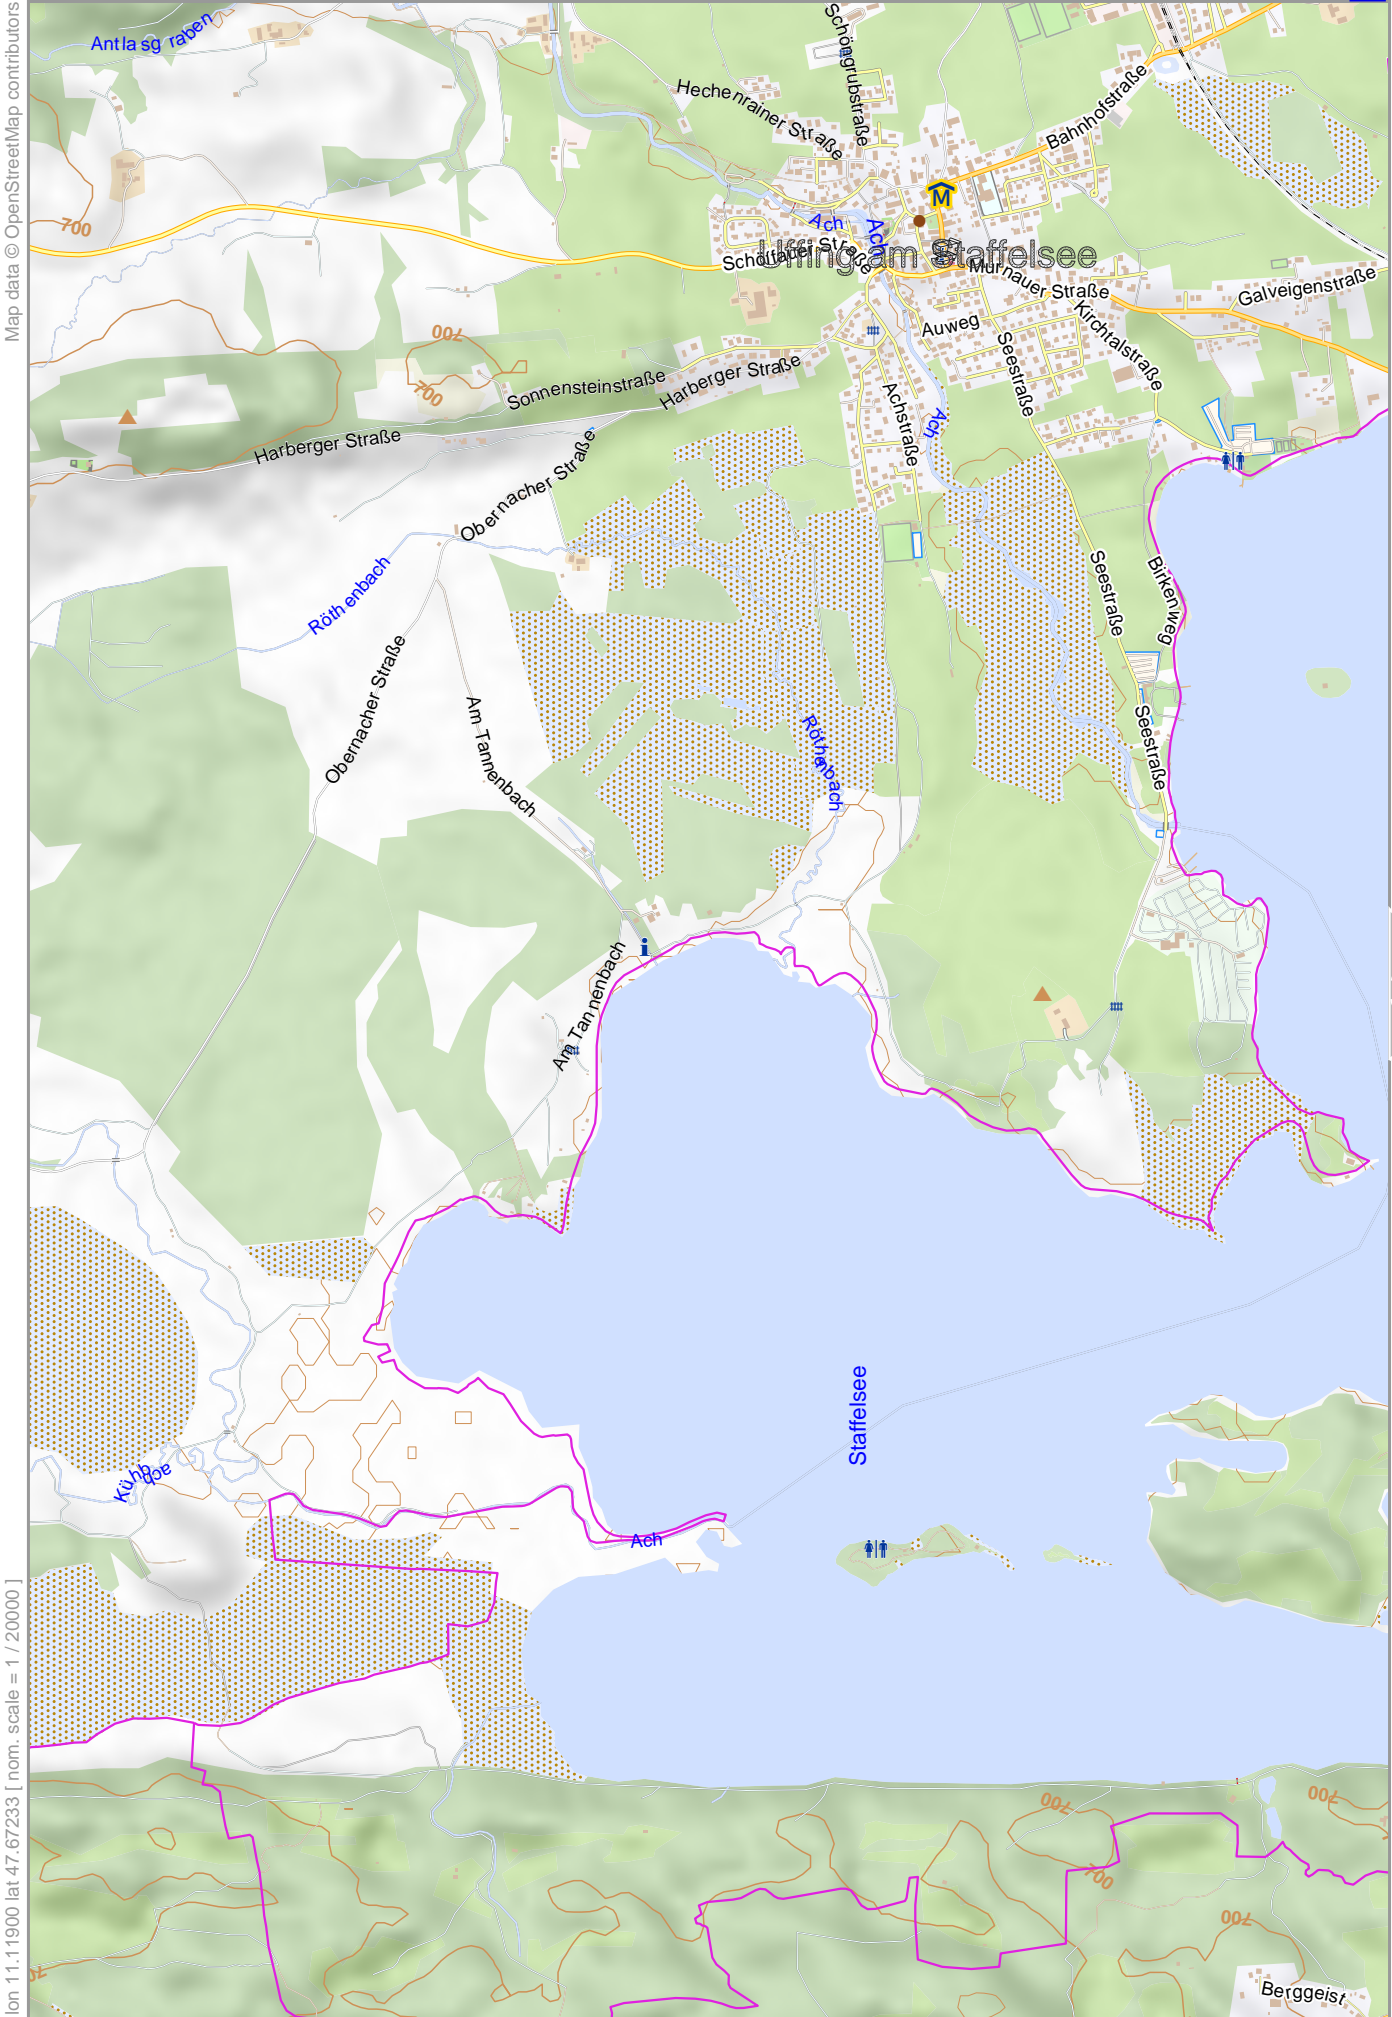 Map data © OpenStreetMap contributors
lon 11.11900 lat 47.67233 [ nom. scale = 1 / 20000 ]
Antlasgraben
Schöngrubstraße
Hechenrainer Straße
Bahnhofstraße
M
700
Ach
Ach
Uffing am Staffelsee
Schöffauer Straße
Murnauer Straße
Galveigenstraße
Auweg
Kirchtalstraße
700
700
Sonnensteinstraße
Harberger Straße
Seestraße
Achstraße
Ach
Harberger Straße
Obernacher Straße
Röthenbach
Birkenweg
Seestraße
Obernacher Straße
Am Tannenbach
Röthenbach
Seestraße
Am Tannenbach
Staffelsee
Kühbach
Ach
700
700
700
700
Berggeist